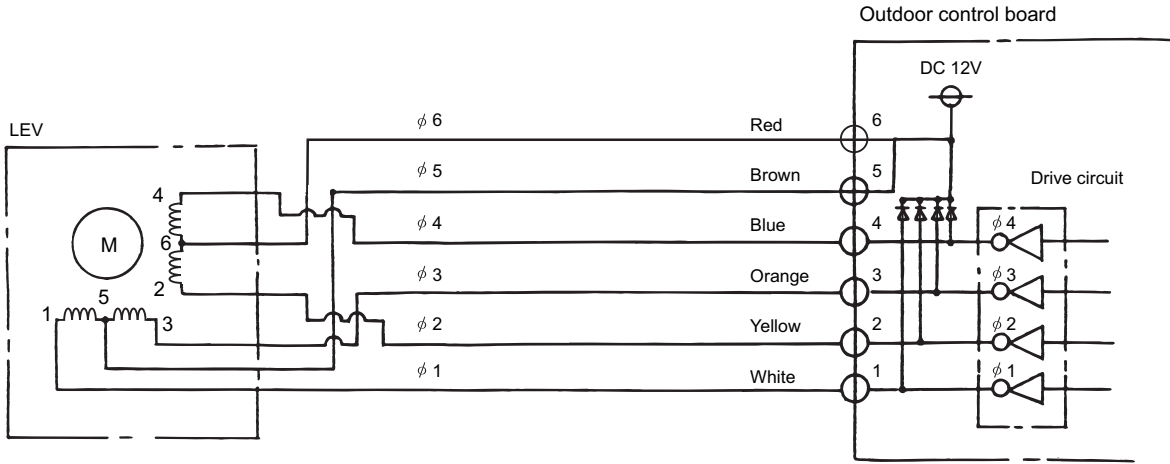 Outdoor control board
DC 12V
LEV
ϕ 6 Red 6
ϕ 5 Brown 5
Drive circuit
4
ϕ 4 Blue 4 ϕ 4
M
6
ϕ 3 Orange 3 ϕ 3
2
5
1 3
ϕ 2 Yellow 2 ϕ 2
ϕ 1 White 1 ϕ 1